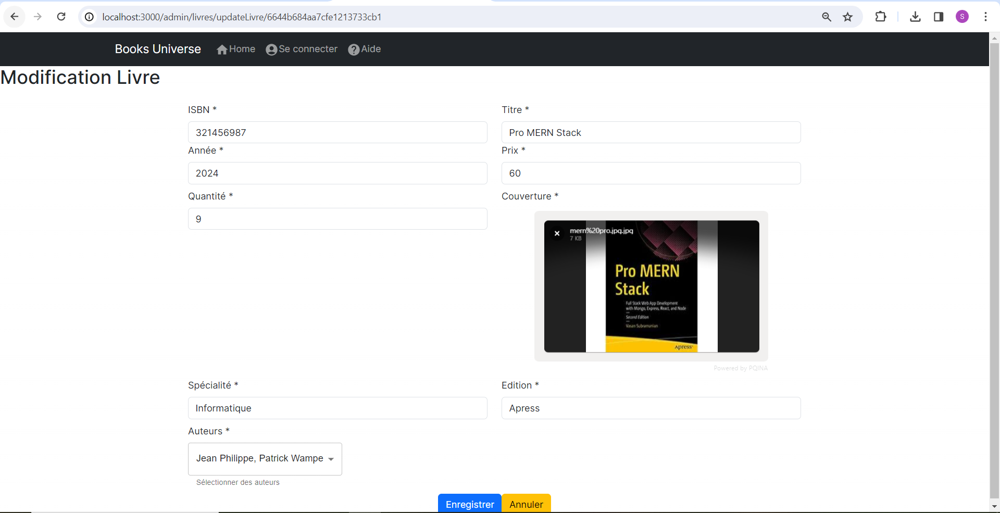 localhost:3000/admin/livres/updateLivre/6644b684aa7cfe1213733cb1
S
Books Universe Home Se connecter Aide
Modification Livre
ISBN * Titre *
321456987 Pro MERN Stack
Année * Prix *
2024 60
Quantité * Couverture *
9
mern%20pro.jpg.jpg
7 KB
Pro MERN
Stack
Full Stack Web App Development
with Mongo, Express, React, and Node
Second Edition
Vasan Subramanian
Apress
Powered by PQINA
Spécialité * Edition *
Informatique Apress
Auteurs *
Jean Philippe, Patrick Wampe
Sélectionner des auteurs
Enregistrer Annuler